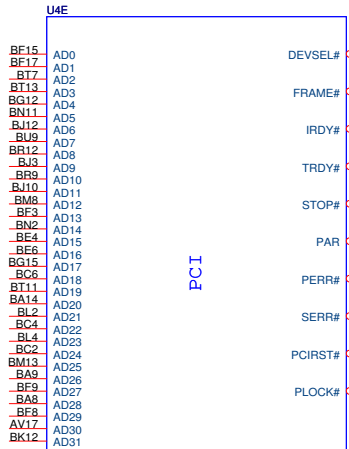 U4E
BF15 AD0 DEVSEL#
BF17 AD1
BT7 AD2
BT13 AD3 FRAME#
BG12 AD4
BN11 AD5
BJ12 AD6 IRDY#
BU9 AD7
BR12 AD8
BJ3 AD9 TRDY#
BR9 AD10
BJ10 AD11
BM8 AD12 STOP#
BF3 AD13
BN2 AD14
BE4 AD15 PAR
BE6 AD16
BG15 AD17
BC6 AD18 PERR#
BT11 AD19
BA14 AD20
BL2 AD21 SERR#
BC4 AD22
BL4 AD23
BC2 AD24 PCIRST#
BM13 AD25
BA9 AD26
BF9 AD27 PLOCK#
BA8 AD28
BF8 AD29
AV17 AD30
BK12 AD31
PCI